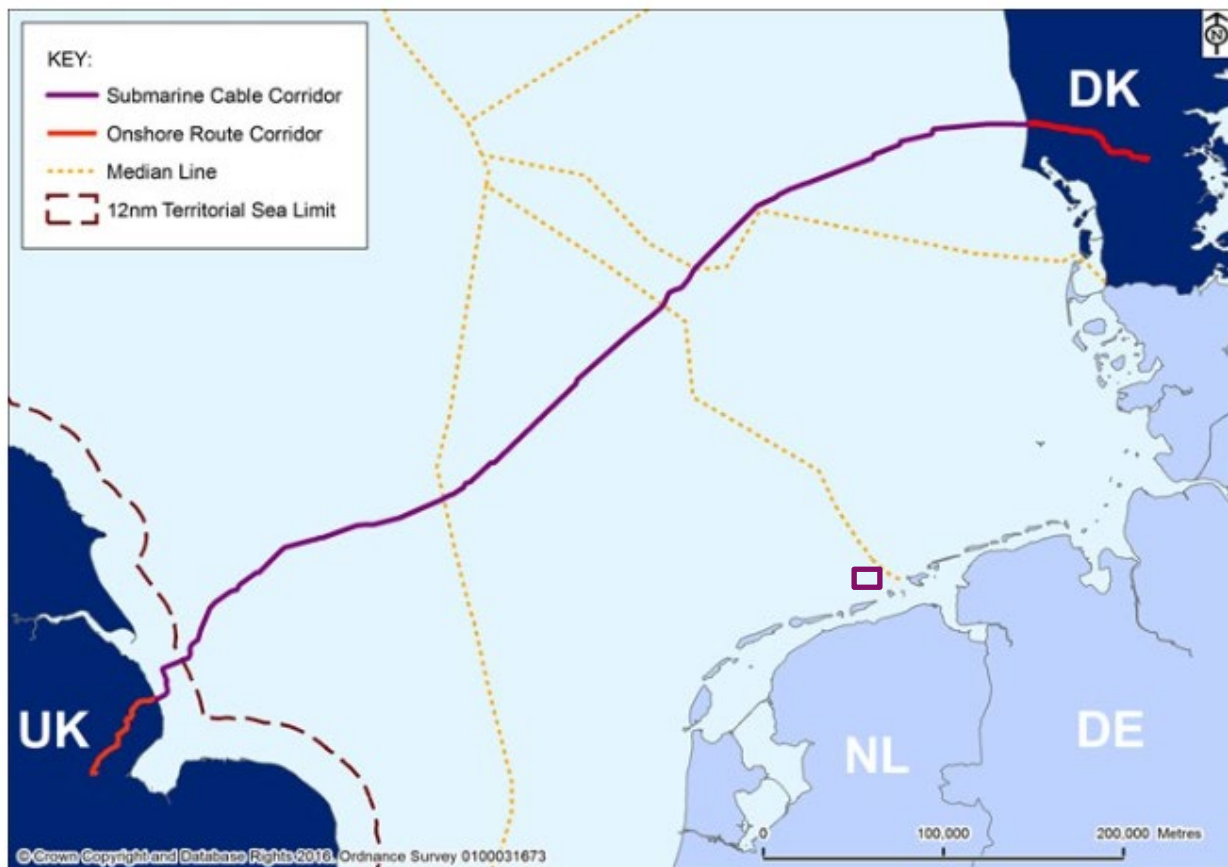 N
KEY:
Submarine Cable Corridor
Onshore Route Corridor
Median Line
12nm Territorial Sea Limit
DK
UK
NL
DE
0 100,000 200,000 Metres
© Crown Copyright and Database Rights 2016. Ordnance Survey 0100031673